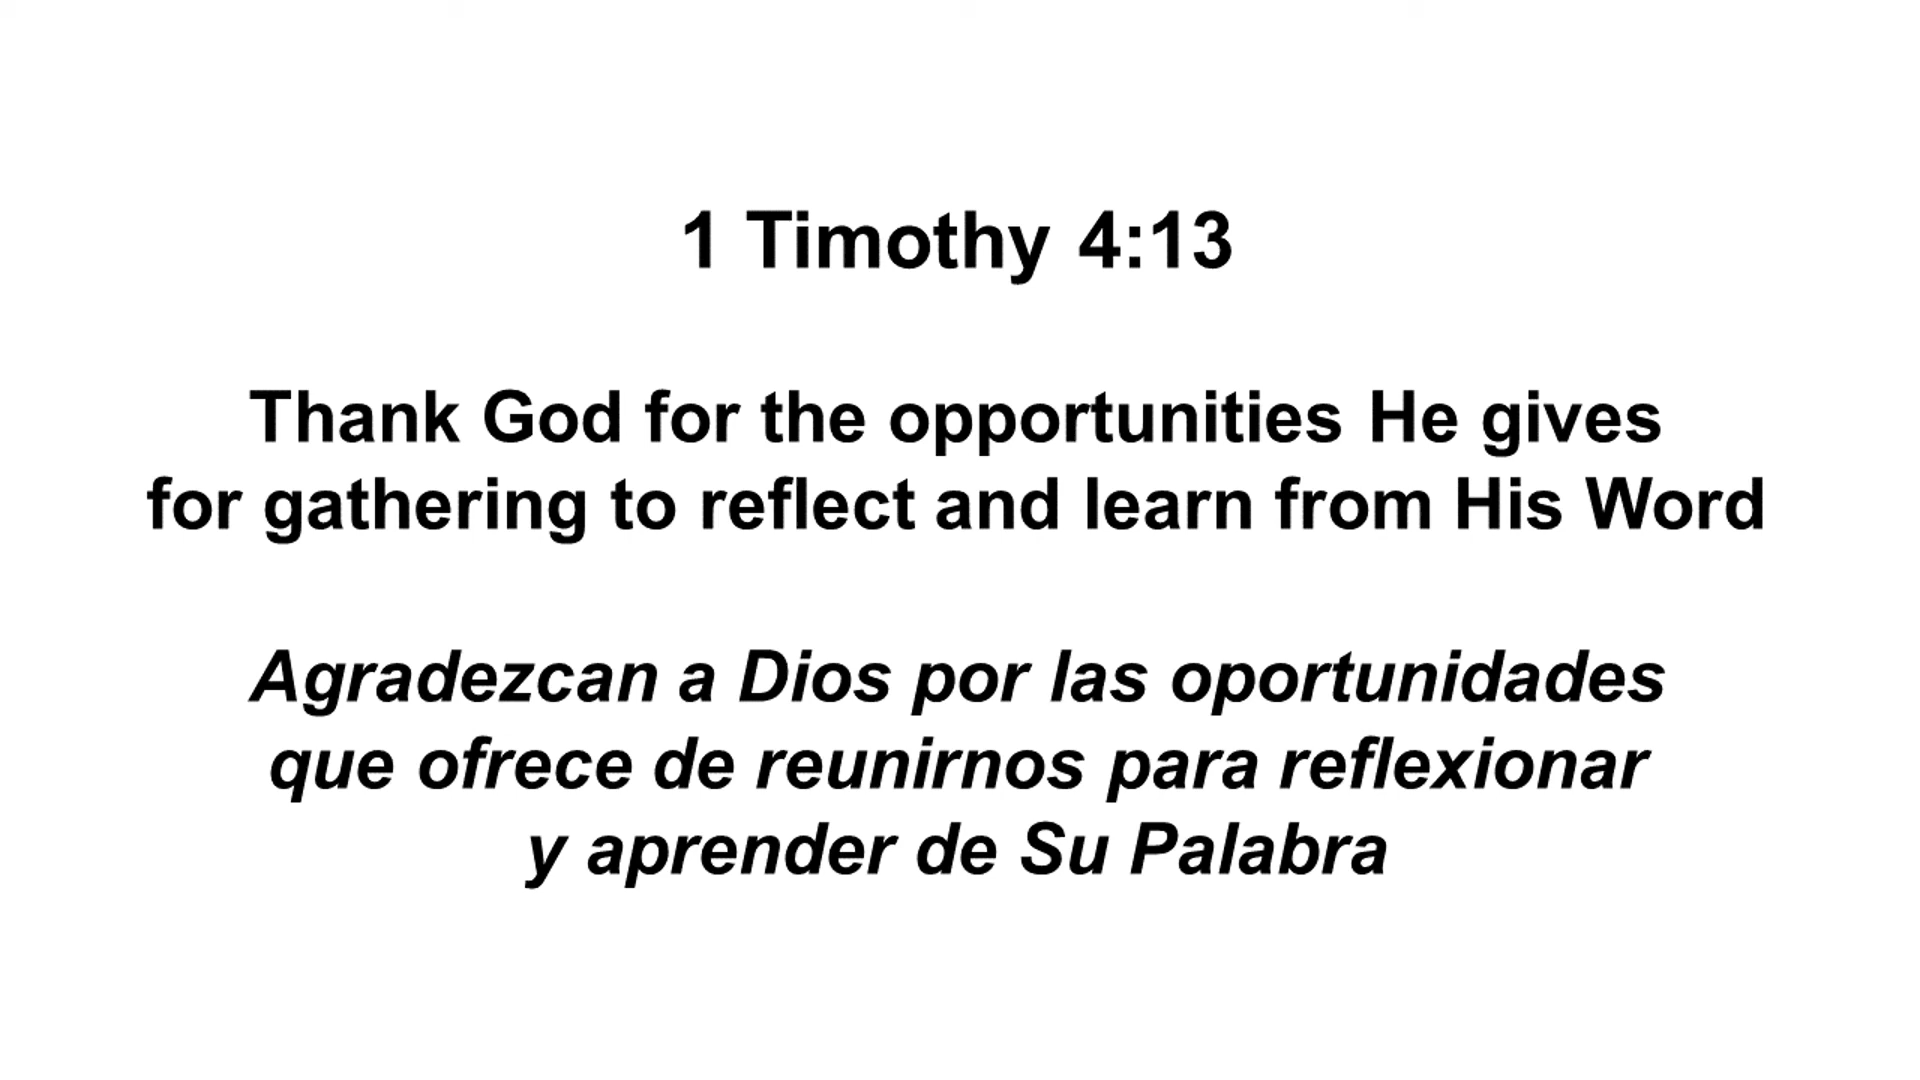 1 Timothy 4:13
Thank God for the opportunities He gives
for gathering to reflect and learn from His Word
Agradezcan a Dios por las oportunidades
que ofrece de reunirnos para reflexionar
y aprender de Su Palabra